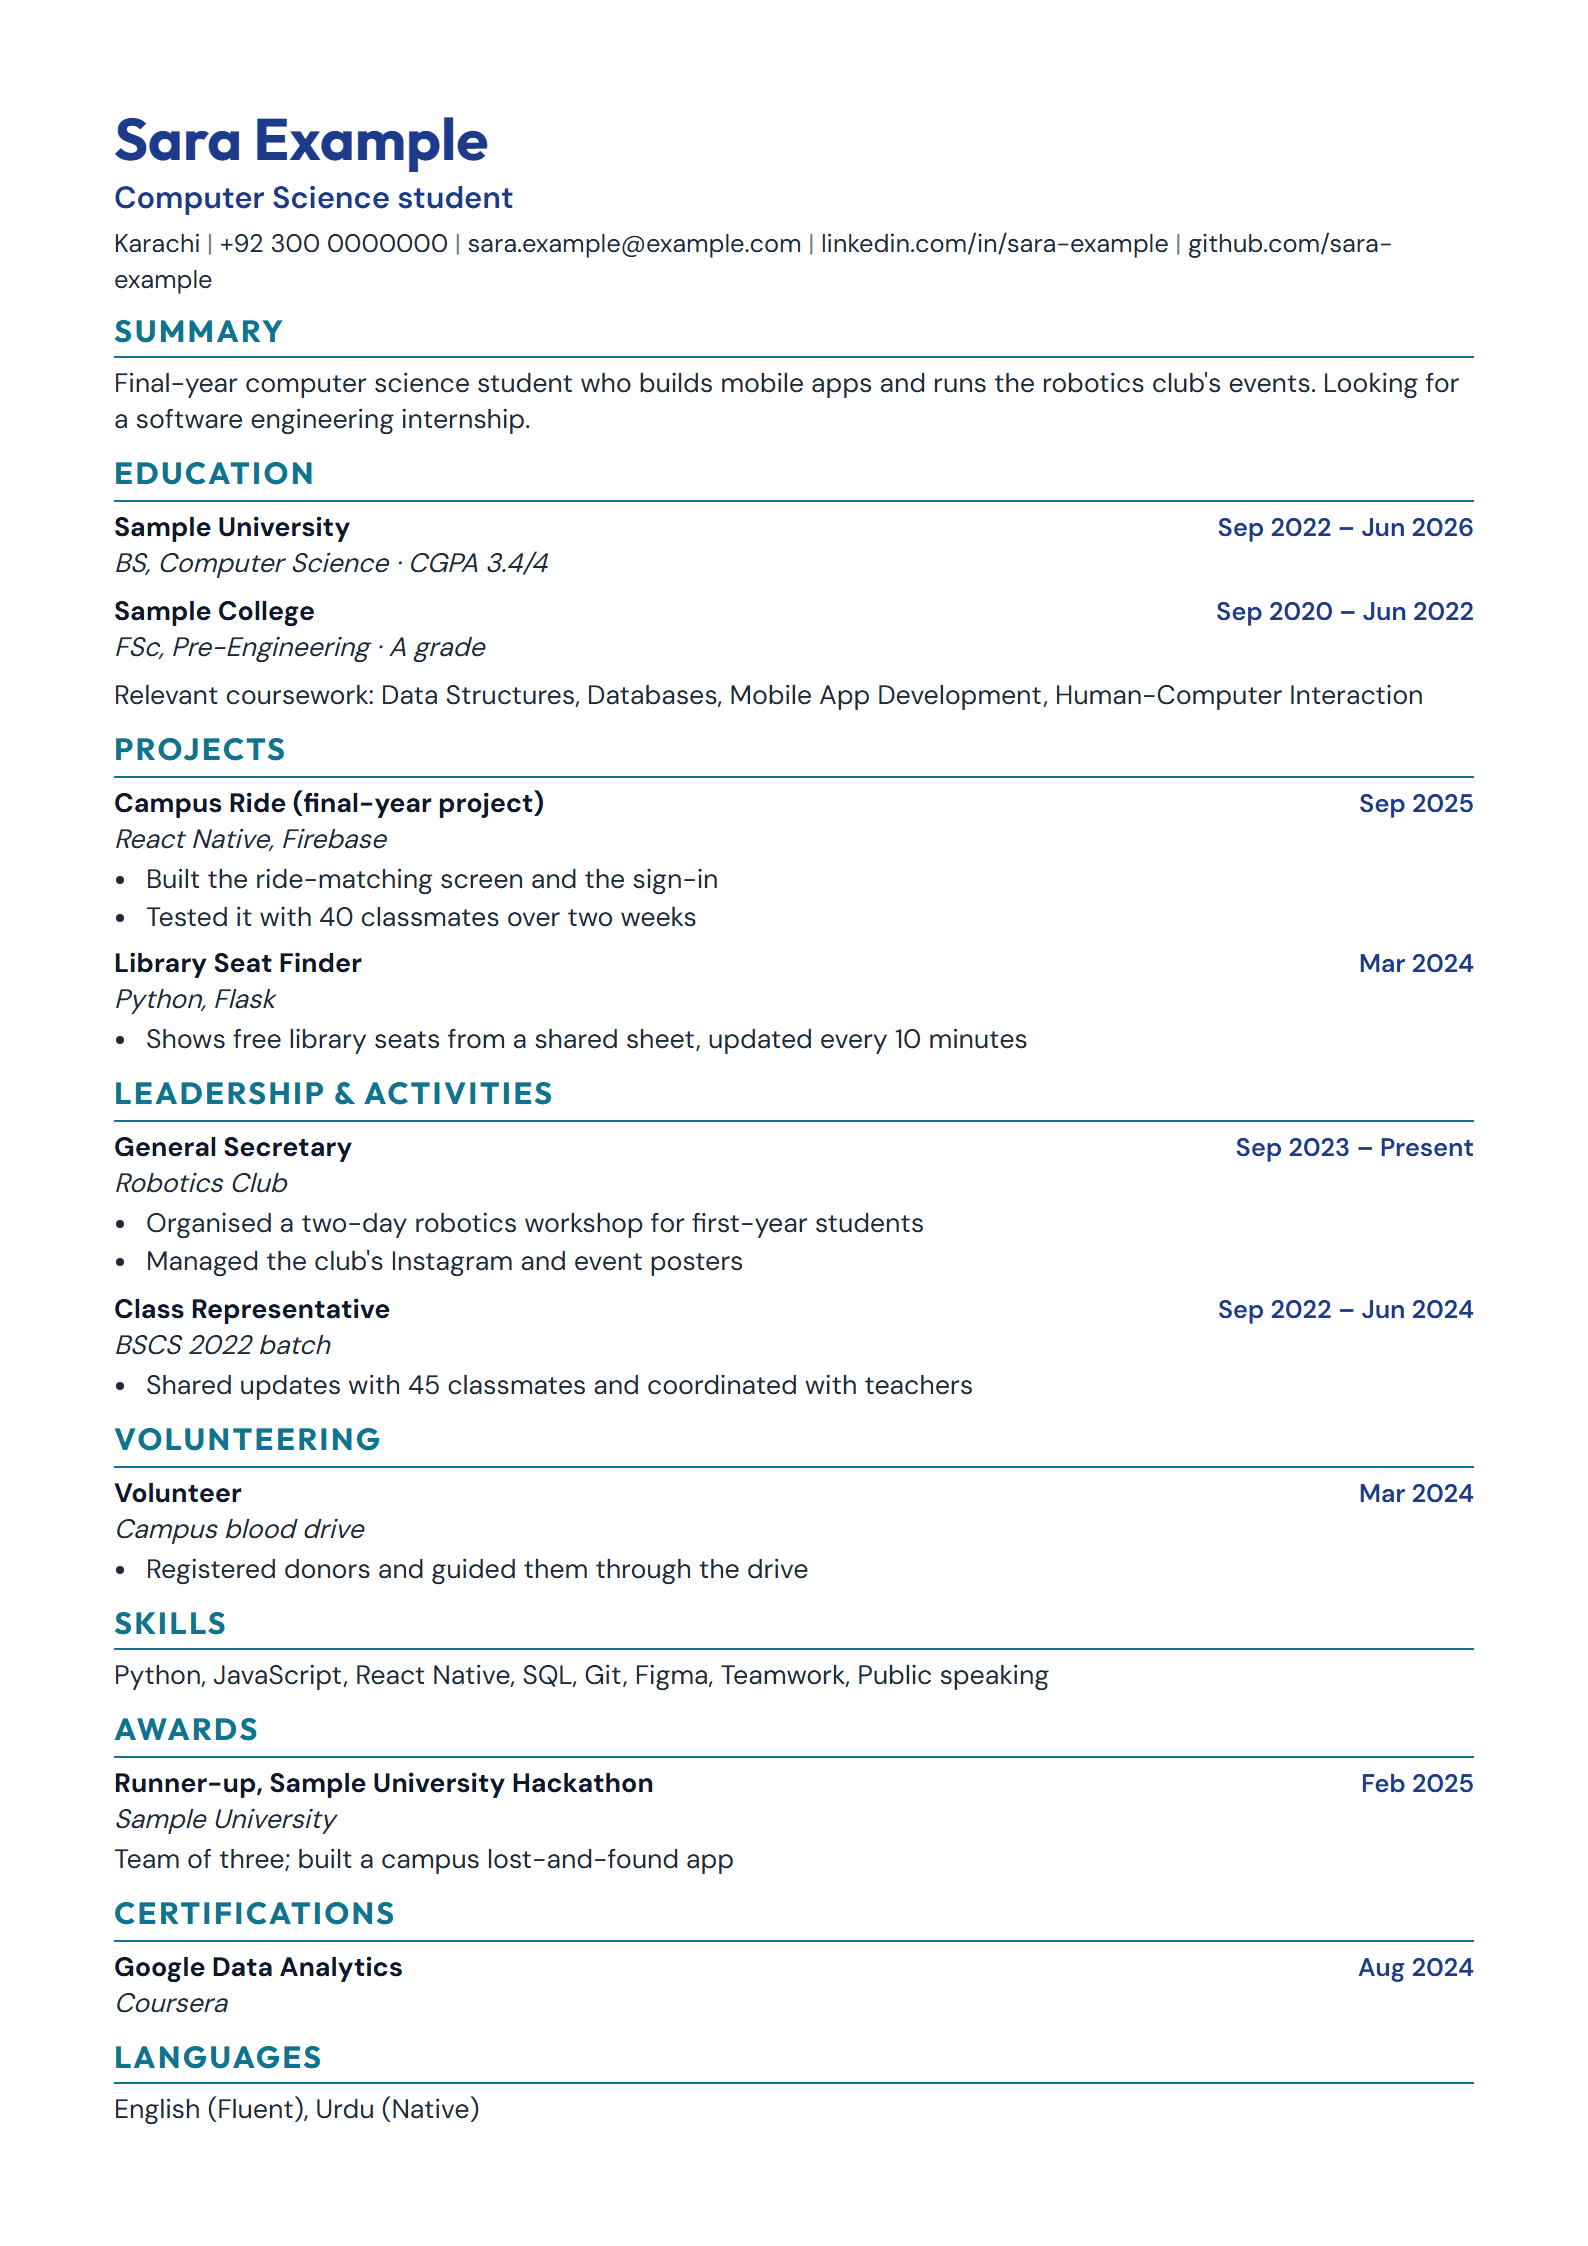 Sara Example
Computer Science student
Karachi | +92 300 0000000 | sara.example@example.com | linkedin.com/in/sara-example | github.com/sara-
example
SUMMARY
Final-year computer science student who builds mobile apps and runs the robotics club's events. Looking for
a software engineering internship.
EDUCATION
Sample University Sep 2022 – Jun 2026
BS, Computer Science · CGPA 3.4/4
Sample College Sep 2020 – Jun 2022
FSc, Pre-Engineering · A grade
Relevant coursework: Data Structures, Databases, Mobile App Development, Human-Computer Interaction
PROJECTS
Campus Ride (final-year project) Sep 2025
React Native, Firebase
• Built the ride-matching screen and the sign-in
• Tested it with 40 classmates over two weeks
Library Seat Finder Mar 2024
Python, Flask
• Shows free library seats from a shared sheet, updated every 10 minutes
LEADERSHIP & ACTIVITIES
General Secretary Sep 2023 – Present
Robotics Club
• Organised a two-day robotics workshop for first-year students
• Managed the club's Instagram and event posters
Class Representative Sep 2022 – Jun 2024
BSCS 2022 batch
• Shared updates with 45 classmates and coordinated with teachers
VOLUNTEERING
Volunteer Mar 2024
Campus blood drive
• Registered donors and guided them through the drive
SKILLS
Python, JavaScript, React Native, SQL, Git, Figma, Teamwork, Public speaking
AWARDS
Runner-up, Sample University Hackathon Feb 2025
Sample University
Team of three; built a campus lost-and-found app
CERTIFICATIONS
Google Data Analytics Aug 2024
Coursera
LANGUAGES
English (Fluent), Urdu (Native)